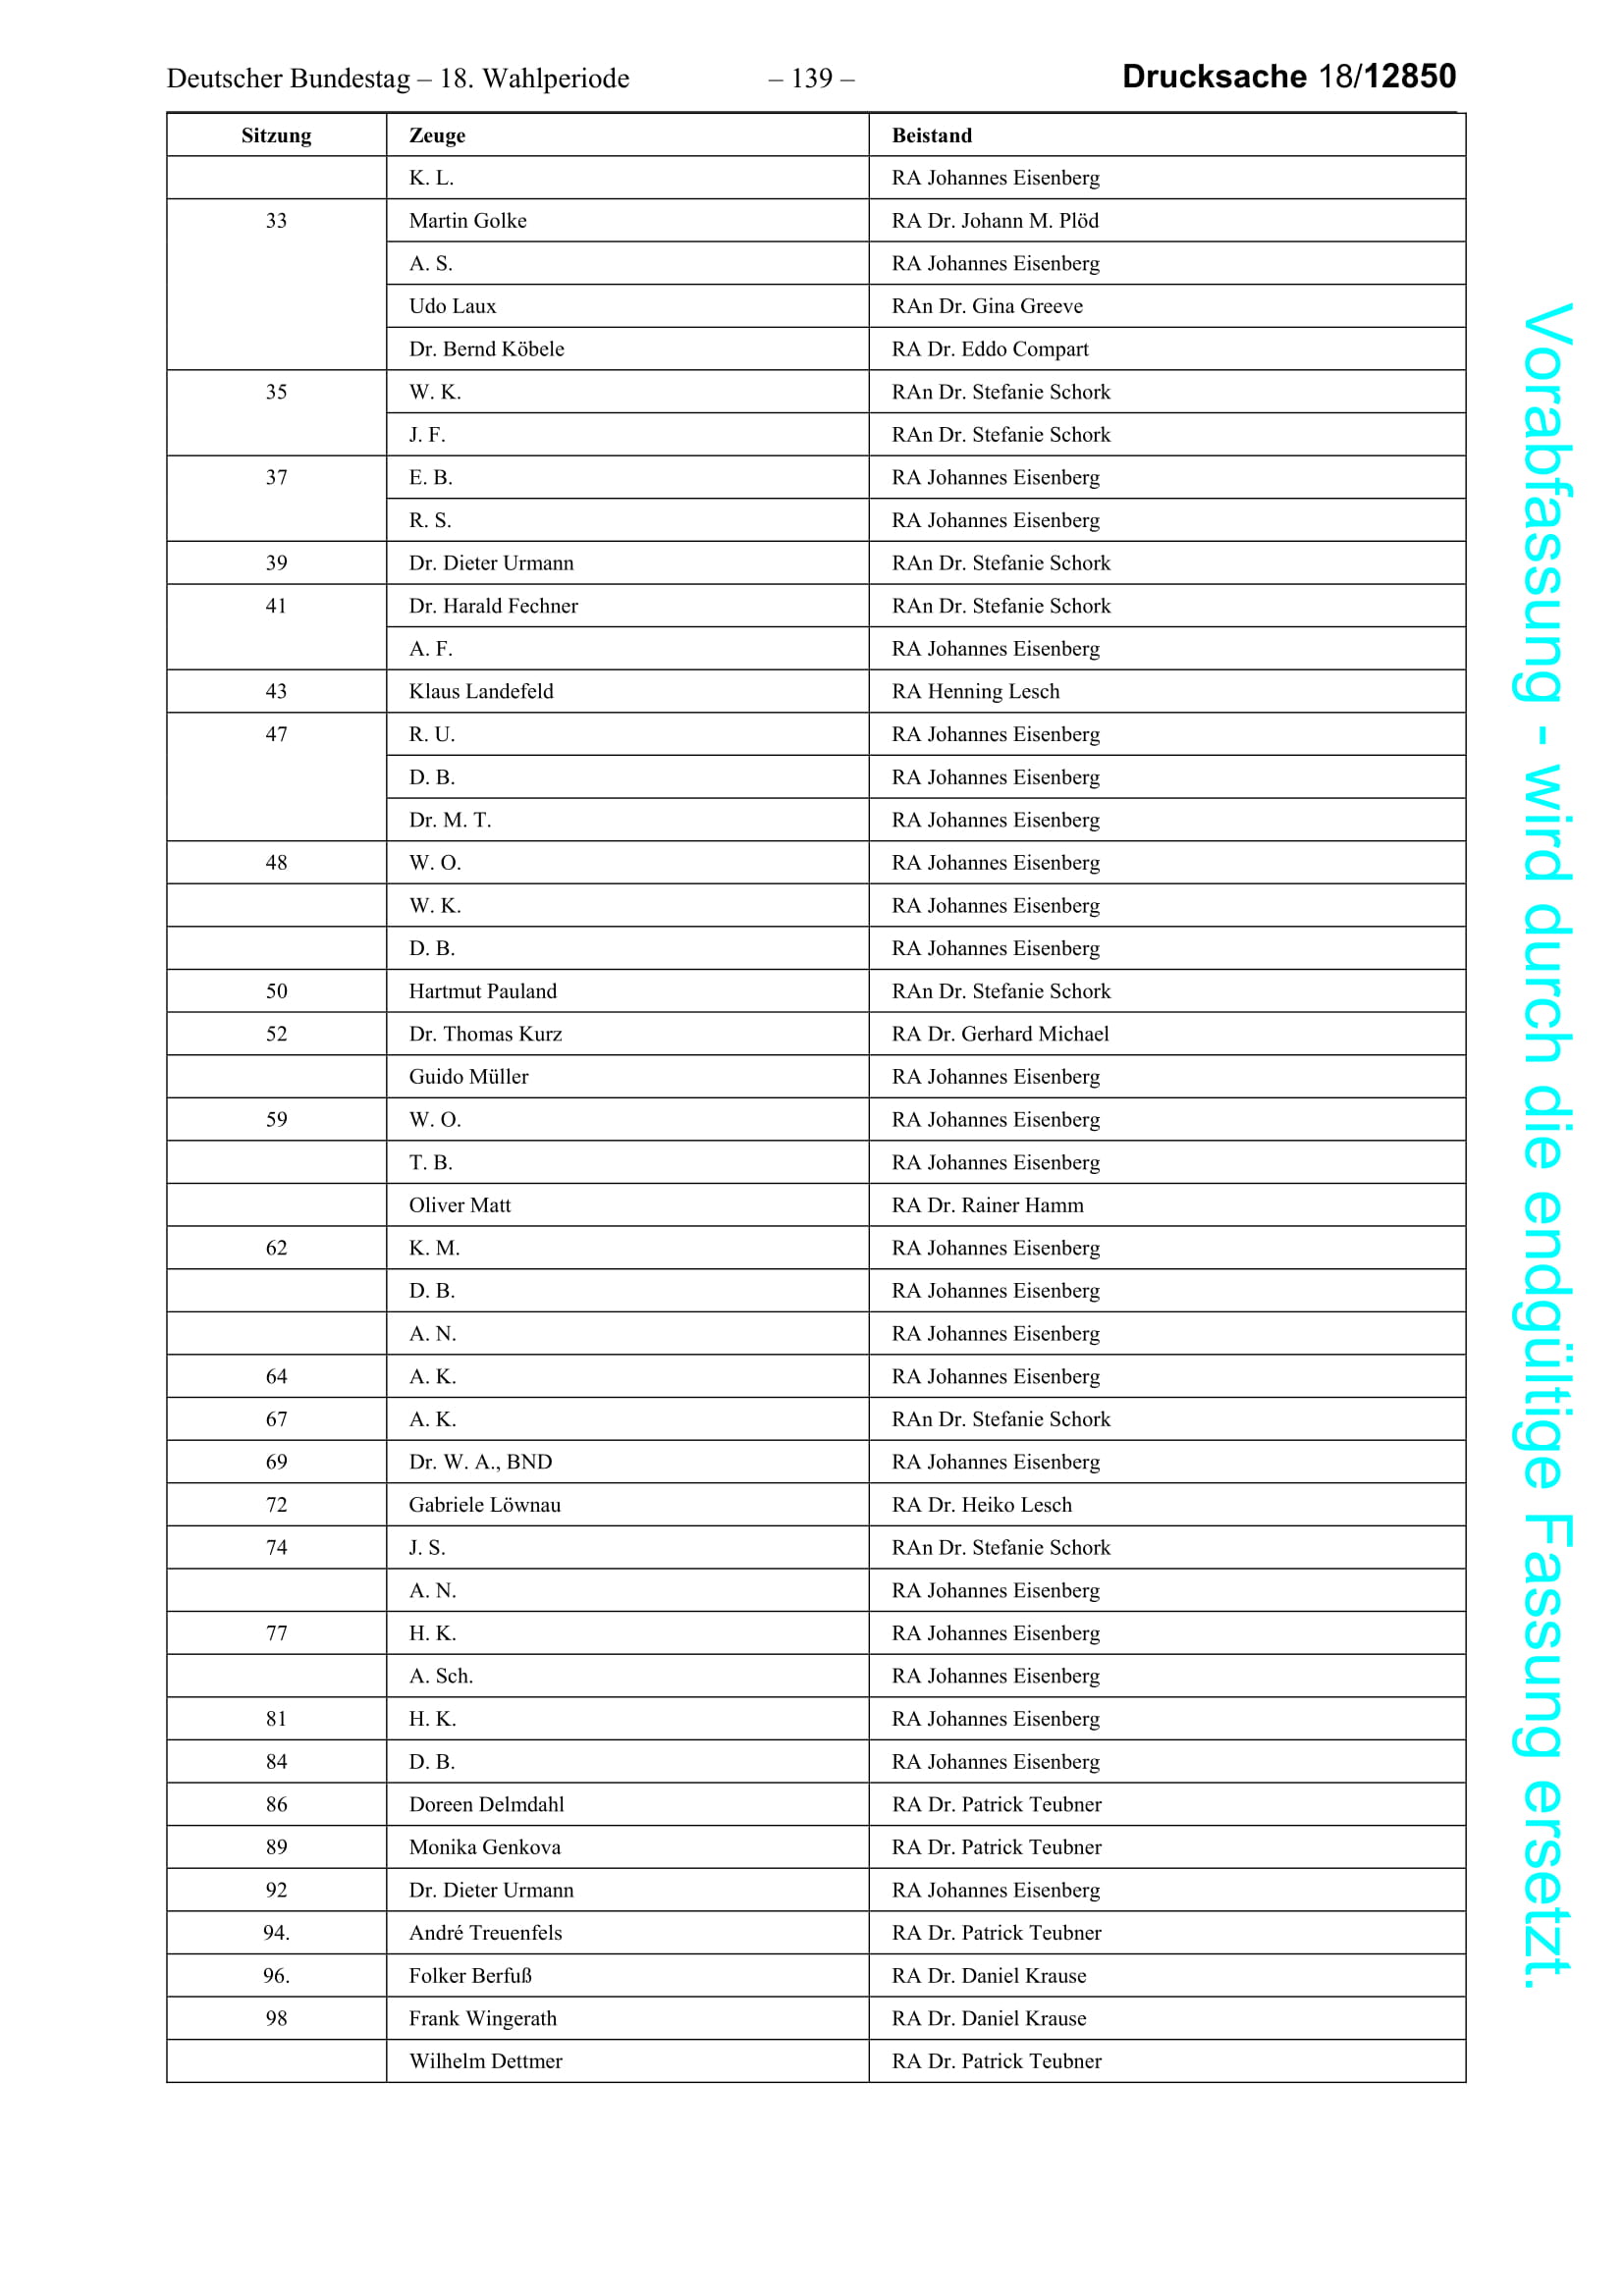 Deutscher Bundestag – 18. Wahlperiode – 139 – Drucksache 18/12850
Sitzung Zeuge Beistand
K. L. RA Johannes Eisenberg
33 Martin Golke RA Dr. Johann M. Plöd
A. S. RA Johannes Eisenberg
Udo Laux RAn Dr. Gina Greeve
Dr. Bernd Köbele RA Dr. Eddo Compart
35 W. K. RAn Dr. Stefanie Schork
J. F. RAn Dr. Stefanie Schork
37 E. B. RA Johannes Eisenberg
R. S. RA Johannes Eisenberg
39 Dr. Dieter Urmann RAn Dr. Stefanie Schork
41 Dr. Harald Fechner RAn Dr. Stefanie Schork
A. F. RA Johannes Eisenberg
43 Klaus Landefeld RA Henning Lesch
47 R. U. RA Johannes Eisenberg
D. B. RA Johannes Eisenberg
Dr. M. T. RA Johannes Eisenberg
48 W. O. RA Johannes Eisenberg
W. K. RA Johannes Eisenberg
D. B. RA Johannes Eisenberg
50 Hartmut Pauland RAn Dr. Stefanie Schork
52 Dr. Thomas Kurz RA Dr. Gerhard Michael
Guido Müller RA Johannes Eisenberg
59 W. O. RA Johannes Eisenberg
T. B. RA Johannes Eisenberg
Oliver Matt RA Dr. Rainer Hamm
62 K. M. RA Johannes Eisenberg
D. B. RA Johannes Eisenberg
A. N. RA Johannes Eisenberg
64 A. K. RA Johannes Eisenberg
67 A. K. RAn Dr. Stefanie Schork
69 Dr. W. A., BND RA Johannes Eisenberg
72 Gabriele Löwnau RA Dr. Heiko Lesch
74 J. S. RAn Dr. Stefanie Schork
A. N. RA Johannes Eisenberg
77 H. K. RA Johannes Eisenberg
A. Sch. RA Johannes Eisenberg
81 H. K. RA Johannes Eisenberg
84 D. B. RA Johannes Eisenberg
86 Doreen Delmdahl RA Dr. Patrick Teubner
89 Monika Genkova RA Dr. Patrick Teubner
92 Dr. Dieter Urmann RA Johannes Eisenberg
94. André Treuenfels RA Dr. Patrick Teubner
96. Folker Berfuß RA Dr. Daniel Krause
98 Frank Wingerath RA Dr. Daniel Krause
Wilhelm Dettmer RA Dr. Patrick Teubner
Vorabfassung - wird durch die endgültige Fassung ersetzt.